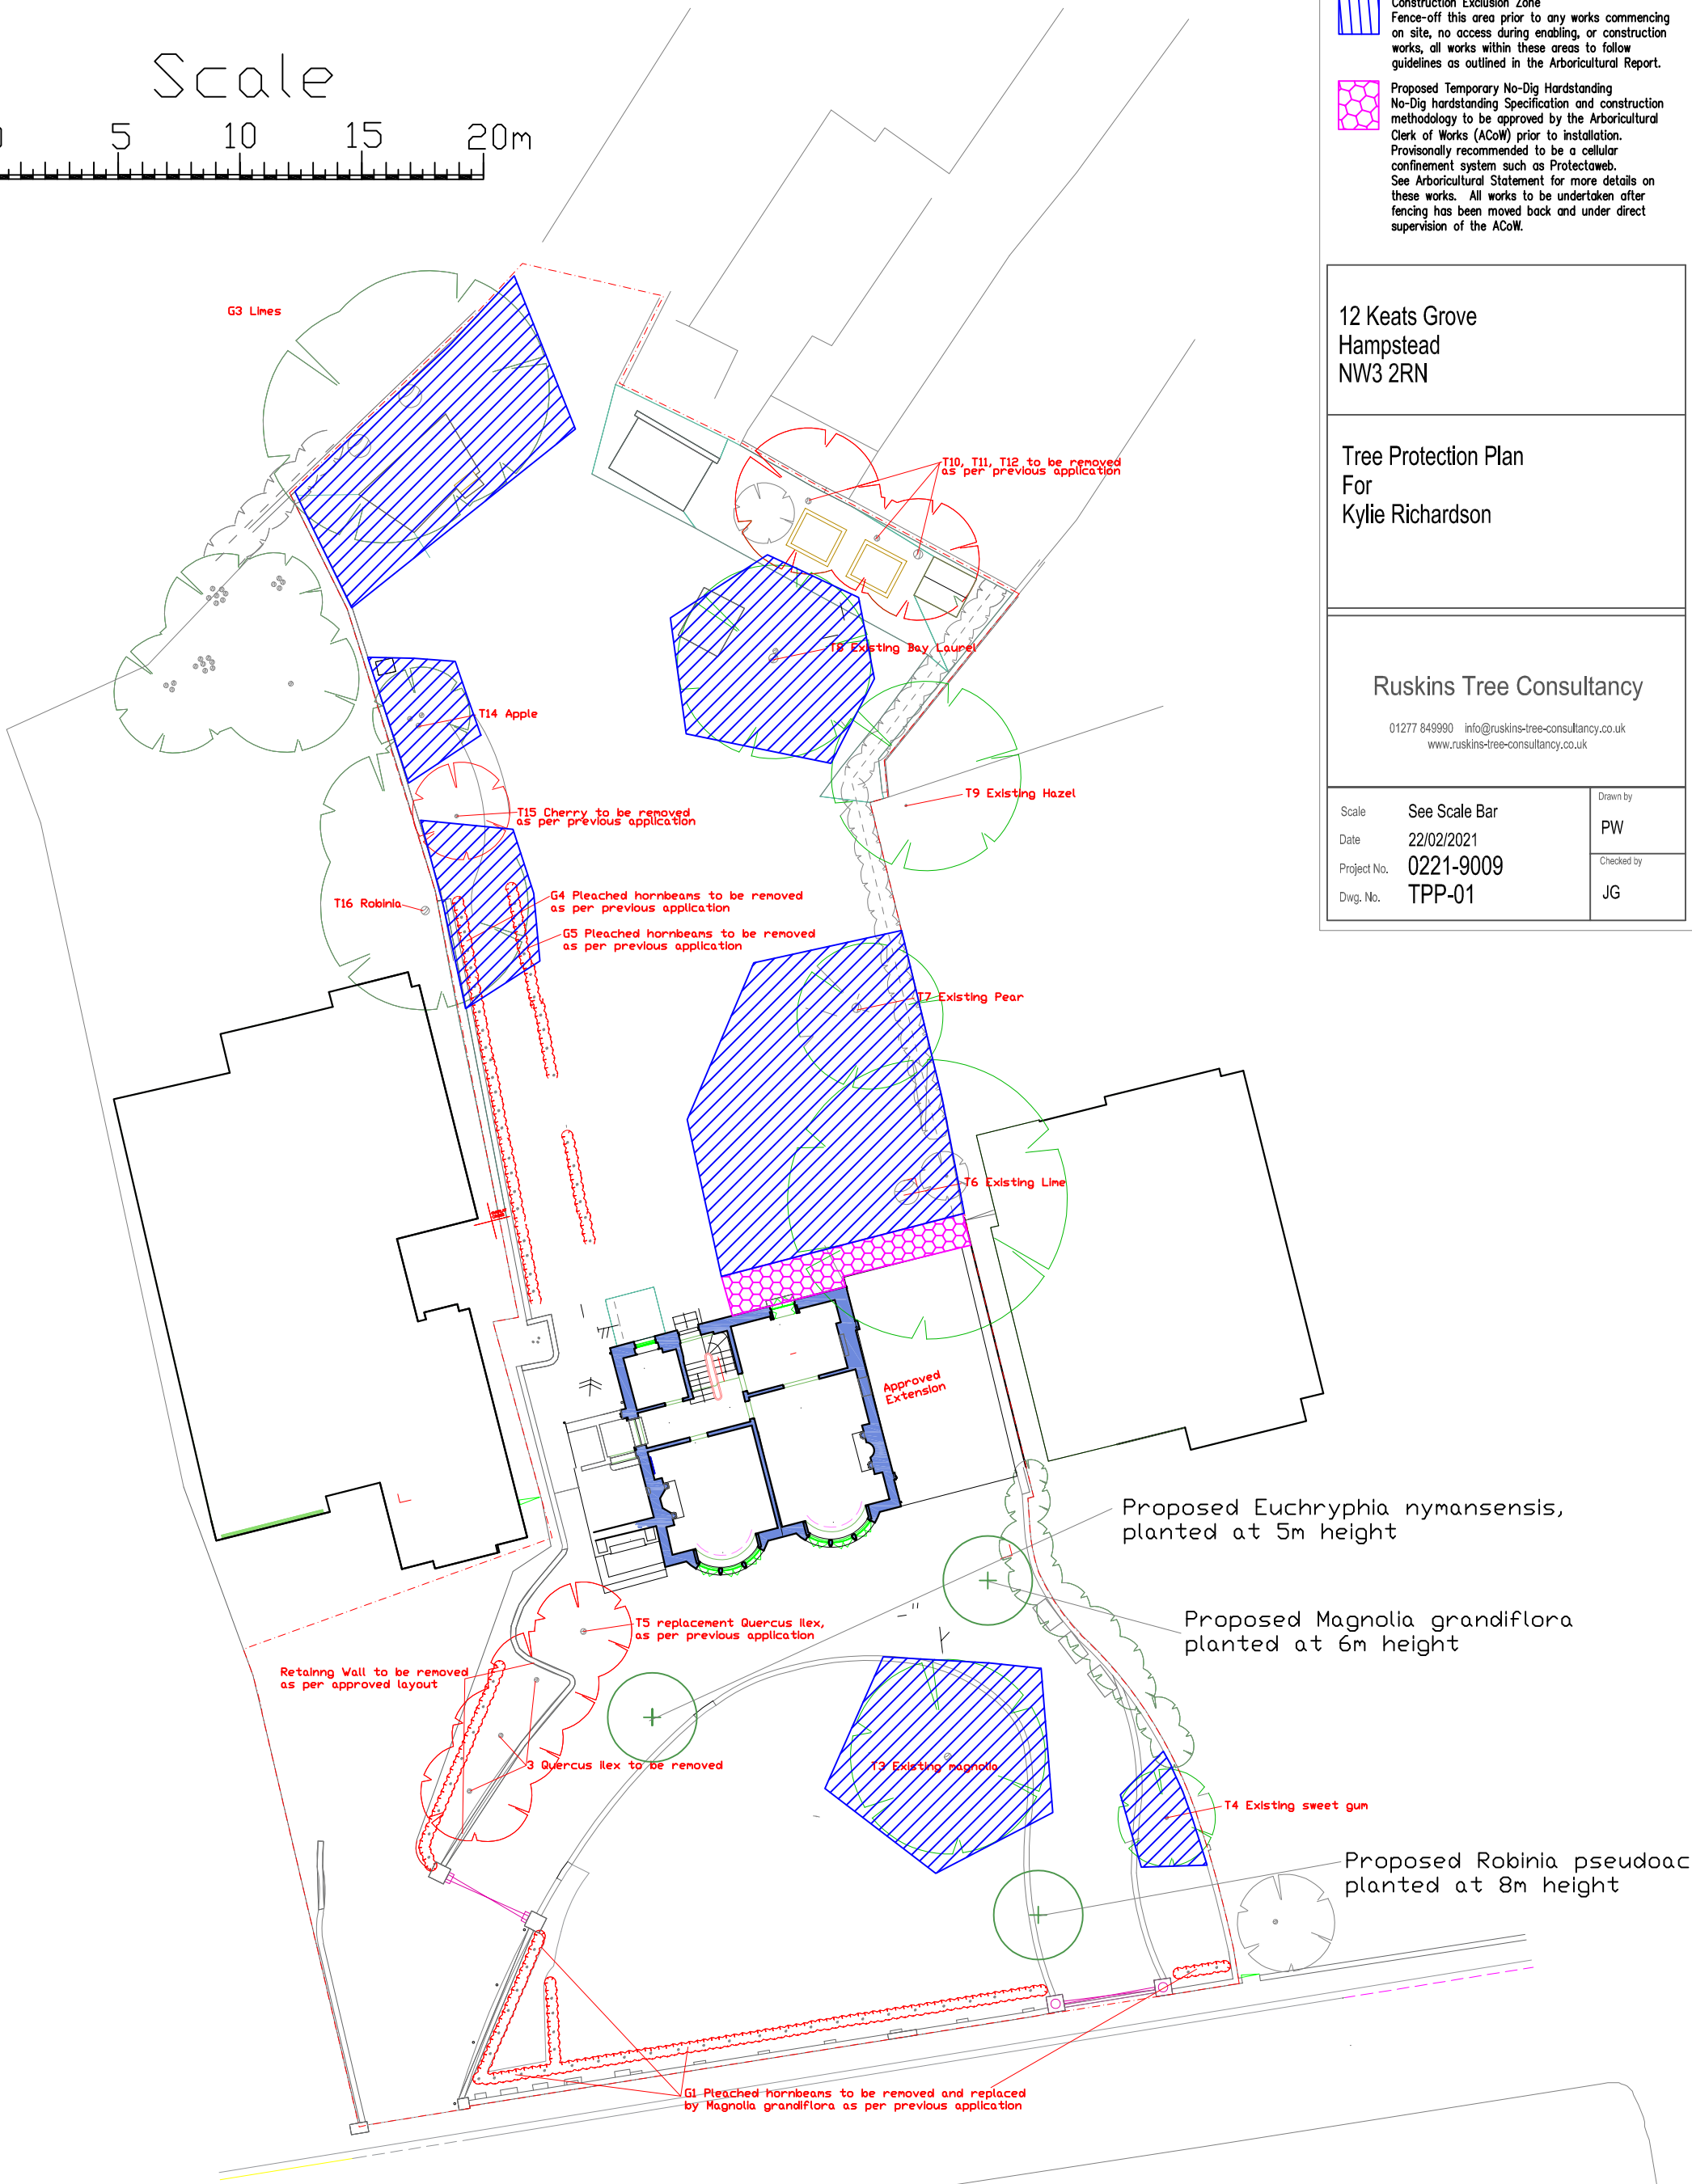 Scale
5 10 15 20m
Construction Exclusion Zone
Fence-off this area prior to any works commencing
on site, no access during enabling, or construction
works, all works within these areas to follow
guidelines as outlined in the Arboricultural Report.
Proposed Temporary No-Dig Hardstanding
No-Dig hardstanding Specification and construction
methodology to be approved by the Arboricultural
Clerk of Works (ACoW) prior to installation.
Provisonally recommended to be a cellular
confinement system such as Protectaweb.
See Arboricultural Statement for more details on
these works. All works to be undertaken after
fencing has been moved back and under direct
supervision of the ACoW.
12 Keats Grove
Hampstead
NW3 2RN
Tree Protection Plan
For
Kylie Richardson
Ruskins Tree Consultancy
01277 849990 info@ruskins-tree-consultancy.co.uk
www.ruskins-tree-consultancy.co.uk
Scale See Scale Bar
Date 22/02/2021
Project No. 0221-9009
Dwg. No. TPP-01
Drawn by
PW
Checked by
JG
G3 Limes
T10, T11, T12 to be removed
as per previous application
T8 Existing Bay Laurel
T14 Apple
T9 Existing Hazel
T15 Cherry to be removed
as per previous application
T16 Robinia
G4 Pleached hornbeams to be removed
as per previous application
G5 Pleached hornbeams to be removed
as per previous application
T7 Existing Pear
T6 Existing Lime
Approved
Extension
Proposed Euchryphia nymansensis,
planted at 5m height
Proposed Magnolia grandiflora
planted at 6m height
T5 replacement Quercus ilex,
as per previous application
Retainng Wall to be removed
as per approved layout
3 Quercus ilex to be removed
T3 Existing magnolia
T4 Existing sweet gum
Proposed Robinia pseudoac
planted at 8m height
G1 Pleached hornbeams to be removed and replaced
by Magnolia grandiflora as per previous application